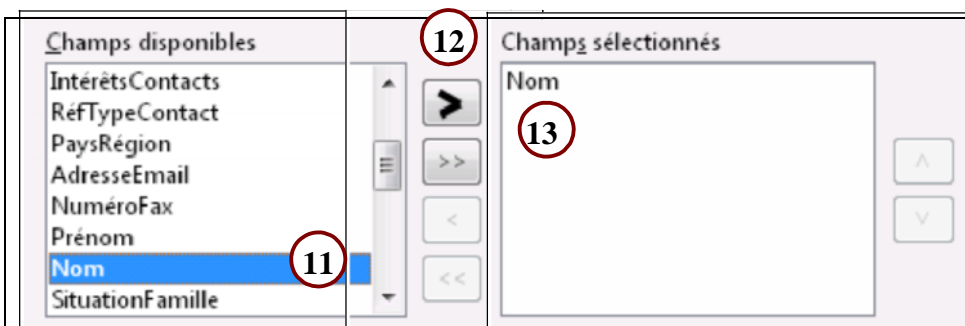 Champs disponibles
IntérêtsContacts
RéfTypeContact
PaysRégion
AdresseEmail
NuméroFax
Prénom
Nom
SituationFamille
11
12
>
>>
<
<<
Champs sélectionnés
Nom
13